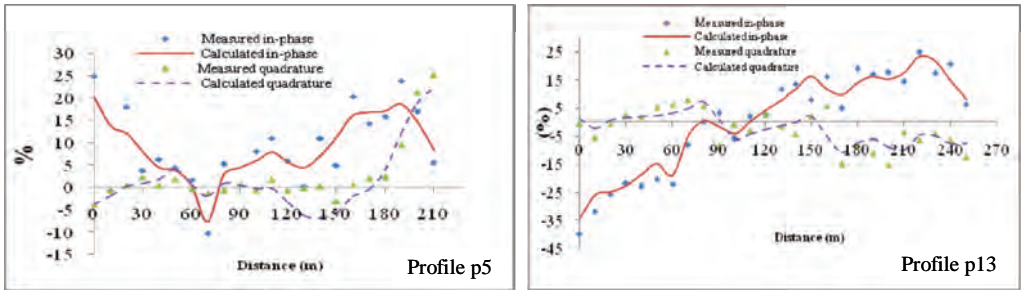 Measured in-phase
Calculated in-phase
Measured quadrature
Calculated quadrature
30
25
20
15
10
5
0
-5
-10
-15
%
0 30 60 90 120 150 180 210
Distance (m)
Profile p5
Measured in-phase
Calculated in-phase
Measured quadrature
Calculated quadrature
25
15
5
-5
-15
-25
-35
-45
(%)
0 30 60 90 120 150 180 210 240 270
Distance (m)
Profile p13